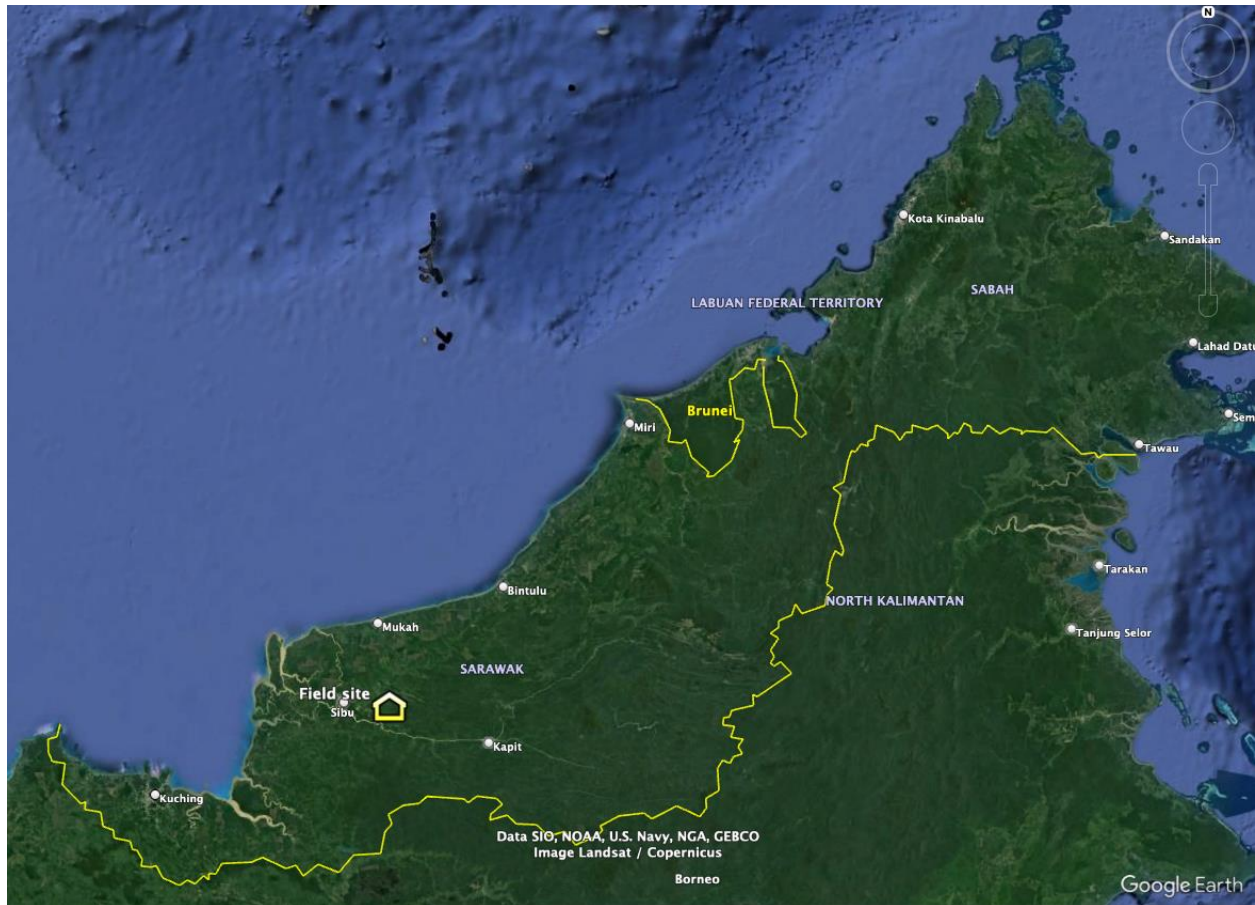 N
Kota Kinabalu
Sandakan
SABAH
LABUAN FEDERAL TERRITORY
Lahad Datu
Brunei
Sem
Miri
Tawau
Tarakan
Bintulu
NORTH KALIMANTAN
Mukah
Tanjung Selor
SARAWAK
Field site
Sibu
Kapit
Kuching
Data SIO, NOAA, U.S. Navy, NGA, GEBCO
Image Landsat / Copernicus
Borneo
Google Earth